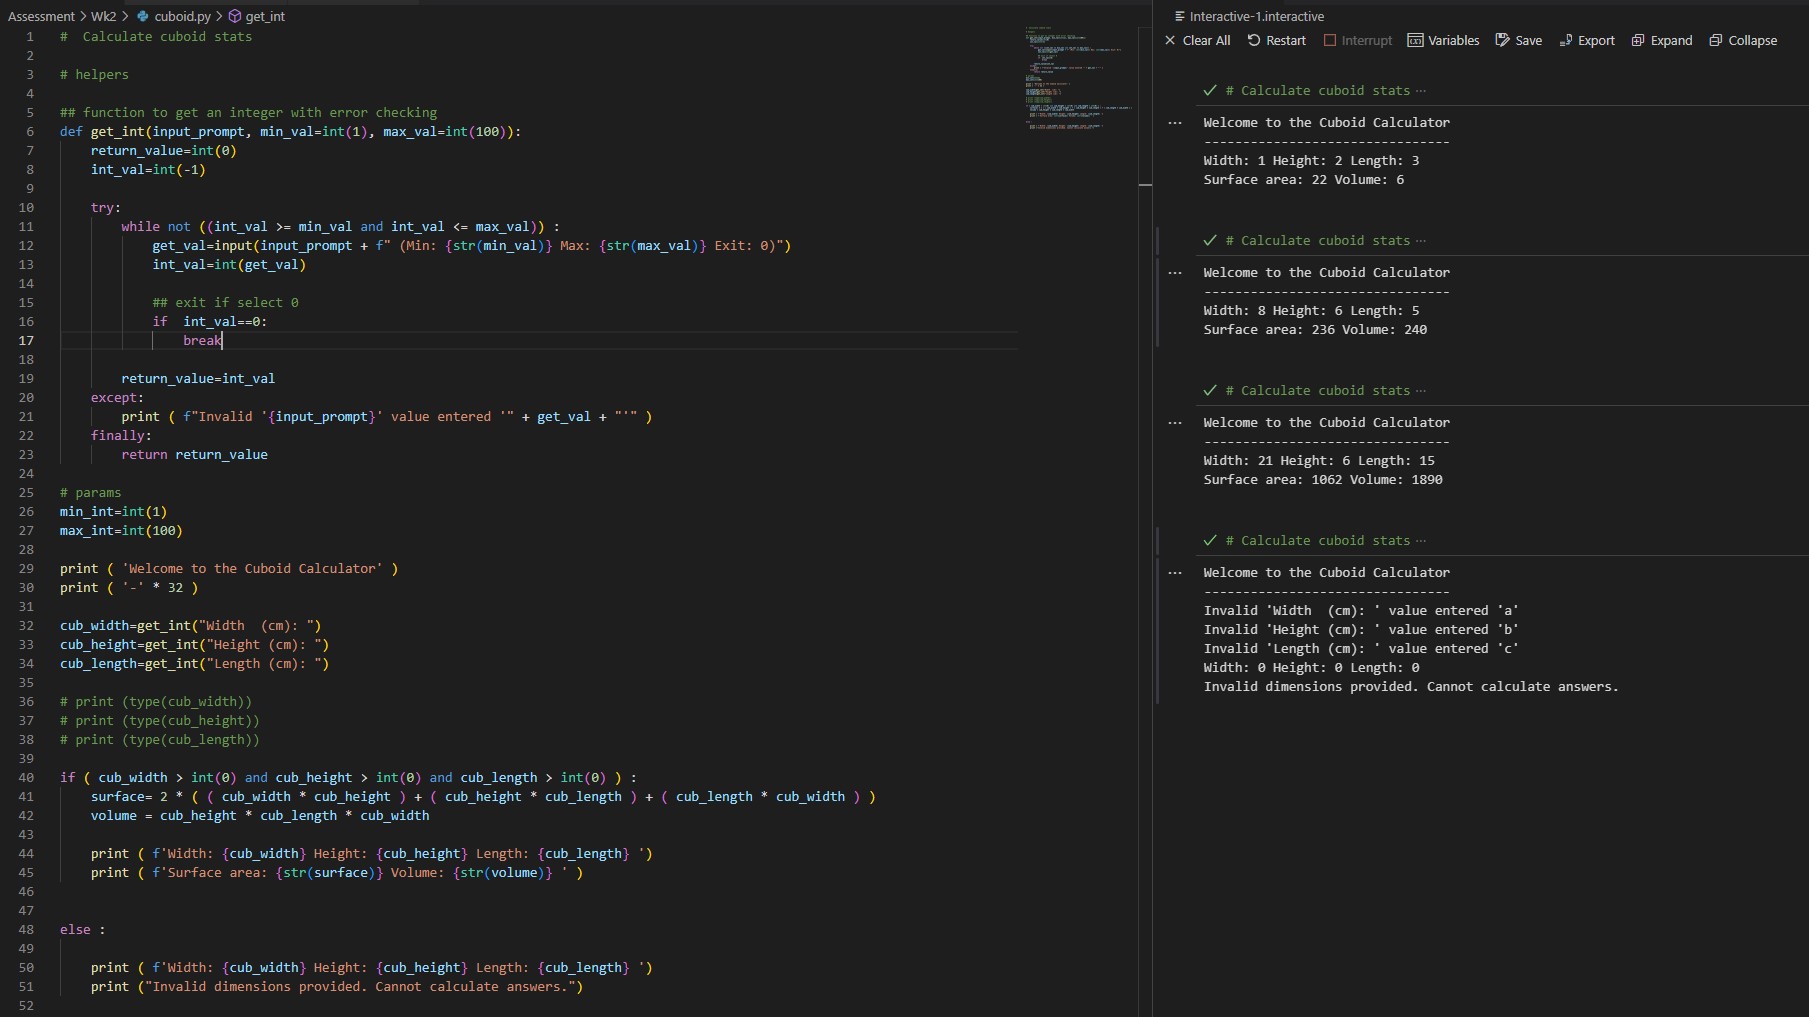 Assessment > Wk2 > cuboid.py > get_int
1 #  Calculate cuboid stats
2
3 # helpers
4
5 ## function to get an integer with error checking
6 def get_int(input_prompt, min_val=int(1), max_val=int(100)):
7     return_value=int(0)
8     int_val=int(-1)
9
10     try:
11         while not ((int_val >= min_val and int_val <= max_val)) :
12             get_val=input(input_prompt + f" (Min: {str(min_val)} Max: {str(max_val)} Exit: 0)")
13             int_val=int(get_val)
14
15             ## exit if select 0
16             if  int_val==0:
17                 break
18
19         return_value=int_val
20     except:
21         print ( f"Invalid '{input_prompt}' value entered '" + get_val + "'" )
22     finally:
23         return return_value
24
25 # params
26 min_int=int(1)
27 max_int=int(100)
28
29 print ( 'Welcome to the Cuboid Calculator' )
30 print ( '-' * 32 )
31
32 cub_width=get_int("Width  (cm): ")
33 cub_height=get_int("Height (cm): ")
34 cub_length=get_int("Length (cm): ")
35
36 # print (type(cub_width))
37 # print (type(cub_height))
38 # print (type(cub_length))
39
40 if ( cub_width > int(0) and cub_height > int(0) and cub_length > int(0) ) :
41     surface= 2 * ( ( cub_width * cub_height ) + ( cub_height * cub_length ) + ( cub_length * cub_width ) )
42     volume = cub_height * cub_length * cub_width
43
44     print ( f'Width: {cub_width} Height: {cub_height} Length: {cub_length} ')
45     print ( f'Surface area: {str(surface)} Volume: {str(volume)} ' )
46
47
48 else :
49
50     print ( f'Width: {cub_width} Height: {cub_height} Length: {cub_length} ')
51     print ("Invalid dimensions provided. Cannot calculate answers.")
52
Interactive-1.interactive
Clear All Restart Interrupt Variables Save Export Expand Collapse
# Calculate cuboid stats ...
Welcome to the Cuboid Calculator
--------------------------------
Width: 1 Height: 2 Length: 3
Surface area: 22 Volume: 6
# Calculate cuboid stats ...
Welcome to the Cuboid Calculator
--------------------------------
Width: 8 Height: 6 Length: 5
Surface area: 236 Volume: 240
# Calculate cuboid stats ...
Welcome to the Cuboid Calculator
--------------------------------
Width: 21 Height: 6 Length: 15
Surface area: 1062 Volume: 1890
# Calculate cuboid stats ...
Welcome to the Cuboid Calculator
--------------------------------
Invalid 'Width  (cm): ' value entered 'a'
Invalid 'Height (cm): ' value entered 'b'
Invalid 'Length (cm): ' value entered 'c'
Width: 0 Height: 0 Length: 0
Invalid dimensions provided. Cannot calculate answers.